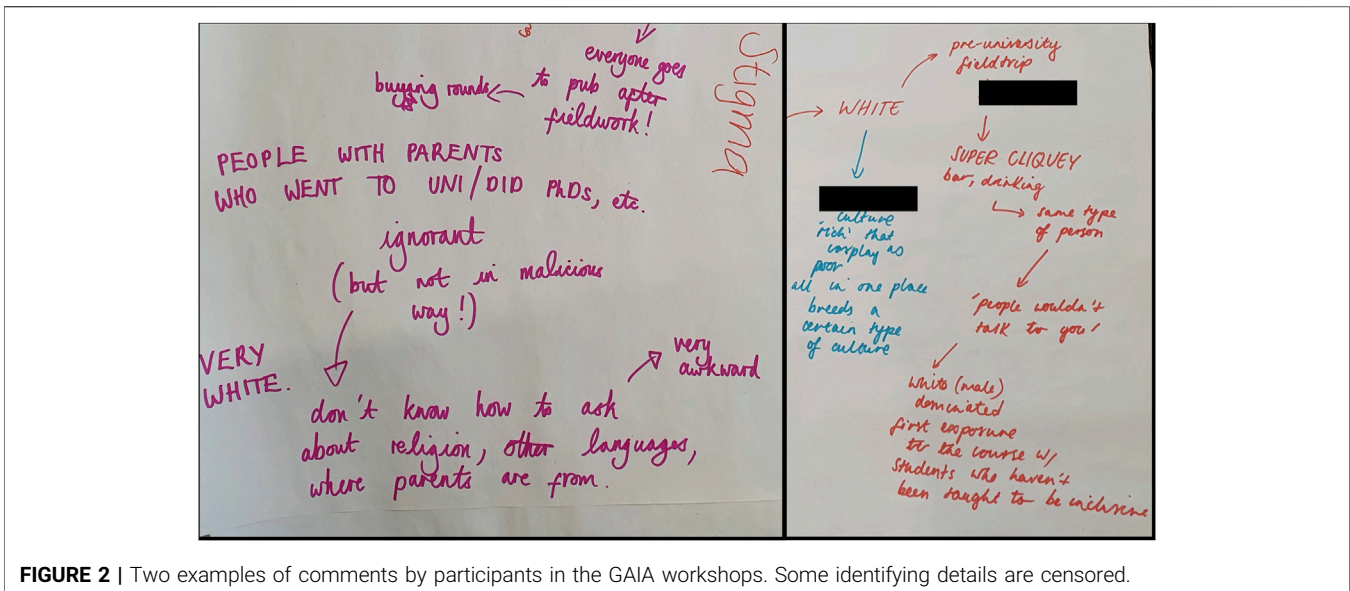 everyone goes
to pub after
fieldwork!
buying rounds
Stigma
PEOPLE WITH PARENTS
WHO WENT TO UNI/DID PhDs, etc.
ignorant
(but not in malicious
way!)
VERY
WHITE.
very
awkward
don't know how to ask
about religion, other languages,
where parents are from.
pre-university
fieldtrip
WHITE
SUPER CLIQUEY
bar, drinking
same type
of person
'people wouldn't
talk to you'
culture
'rich' that
cosplay as
poor
all in one place
breeds a
certain type
of culture
white (male)
dominated
first exposure
to the course w/
students who haven't
been taught to be inclusive
FIGURE 2 | Two examples of comments by participants in the GAIA workshops. Some identifying details are censored.